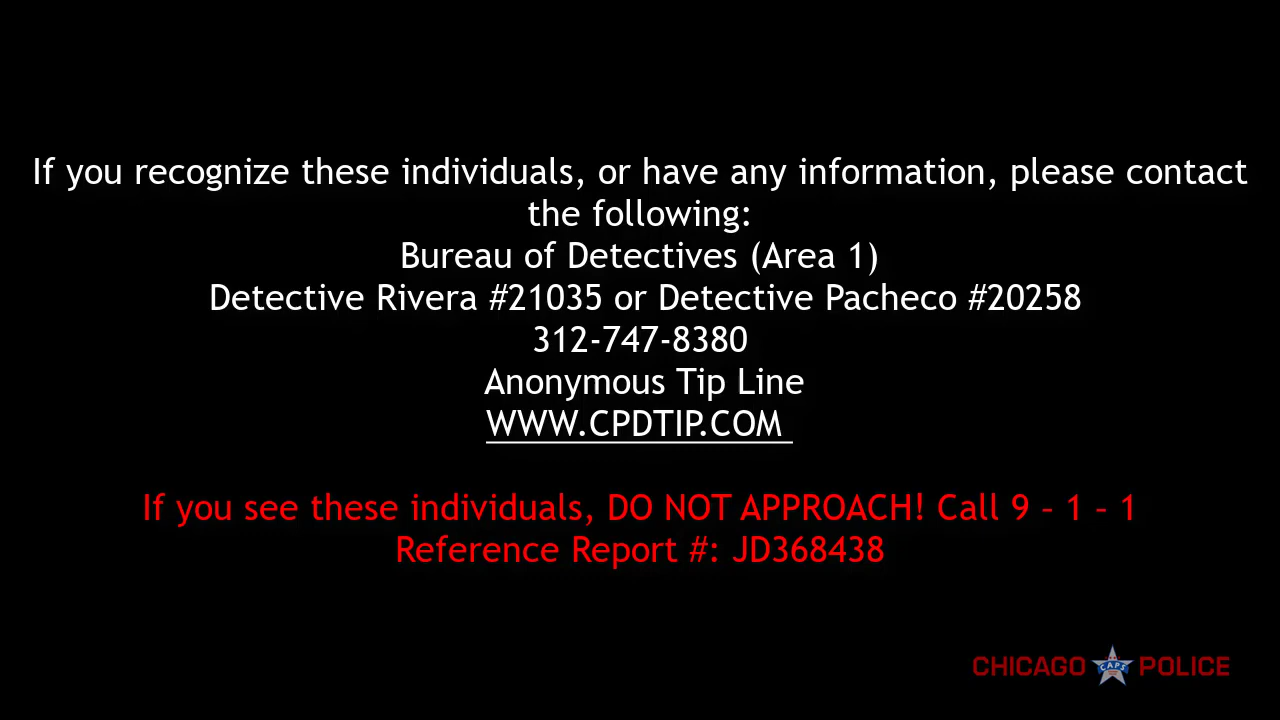 If you recognize these individuals, or have any information, please contact
the following:
Bureau of Detectives (Area 1)
Detective Rivera #21035 or Detective Pacheco #20258
312-747-8380
Anonymous Tip Line
WWW.CPDTIP.COM
If you see these individuals, DO NOT APPROACH! Call 9 – 1 – 1
Reference Report #: JD368438
CHICAGO CAPS POLICE